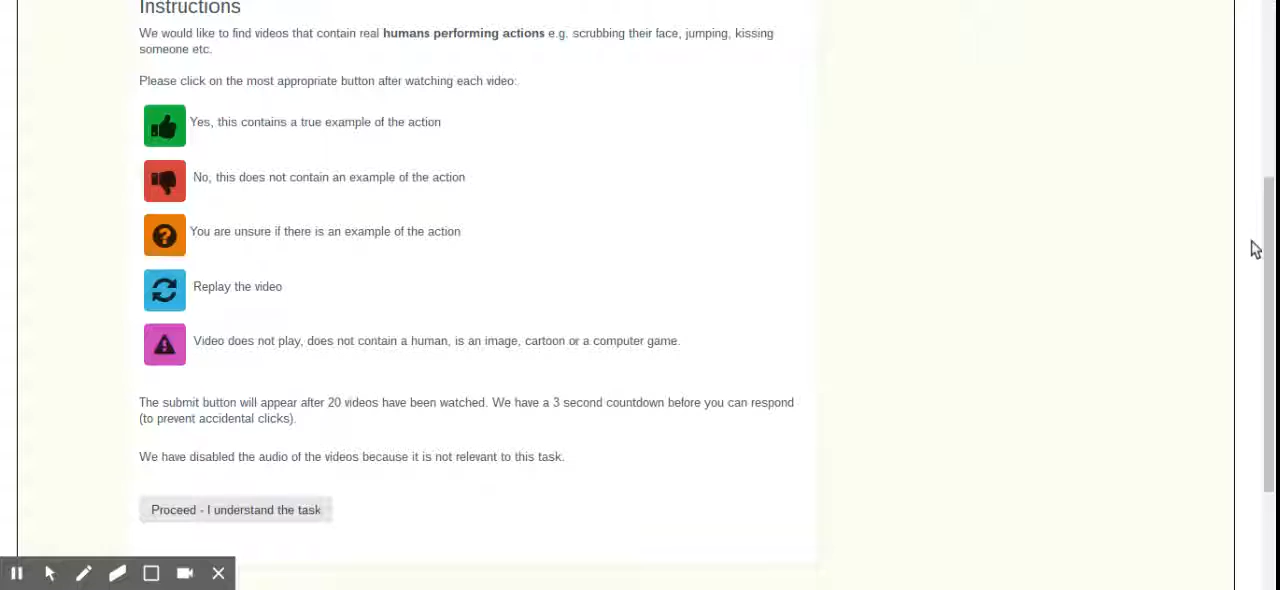 Instructions
We would like to find videos that contain real humans performing actions e.g. scrubbing their face, jumping, kissing
someone etc.
Please click on the most appropriate button after watching each video:
Yes, this contains a true example of the action
No, this does not contain an example of the action
You are unsure if there is an example of the action
Replay the video
Video does not play, does not contain a human, is an image, cartoon or a computer game.
The submit button will appear after 20 videos have been watched. We have a 3 second countdown before you can respond
(to prevent accidental clicks).
We have disabled the audio of the videos because it is not relevant to this task.
Proceed - I understand the task